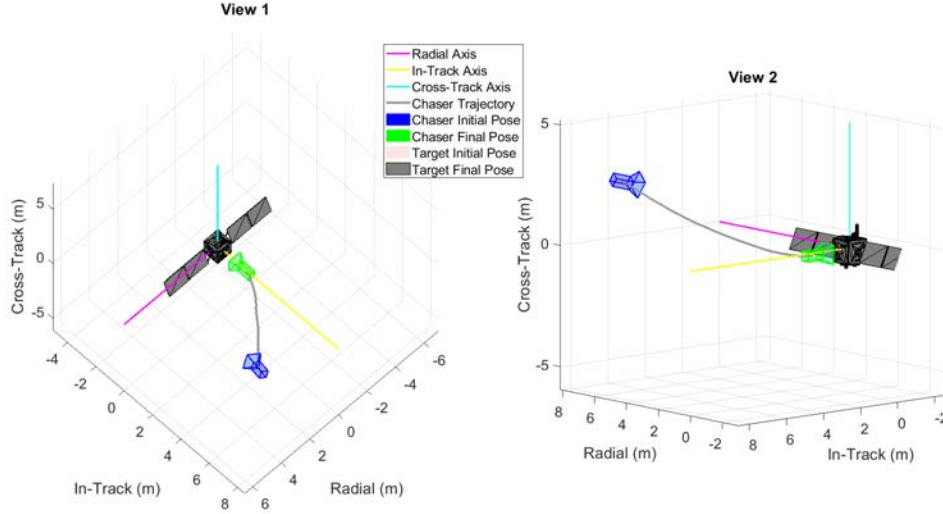 View 1
Radial Axis
In-Track Axis
Cross-Track Axis
Chaser Trajectory
Chaser Initial Pose
Chaser Final Pose
Target Initial Pose
Target Final Pose
Cross-Track (m)
5
0
-5
-4
-2
0
2
4
6
8
In-Track (m)
-6
-4
-2
0
2
4
6
Radial (m)
View 2
Cross-Track (m)
5
0
-5
8
6
4
2
0
-2
Radial (m)
8
6
4
2
0
-2
In-Track (m)